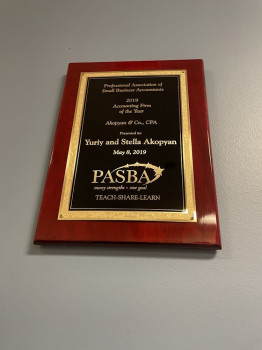 Professional Association of
Small Business Accountants
2019
Accounting Firm
of the Year
Akopyan & Co., CPA
Presented to:
Yuriy and Stella Akopyan
May 8, 2019
PASBA
many strengths • one goal
TEACH-SHARE-LEARN